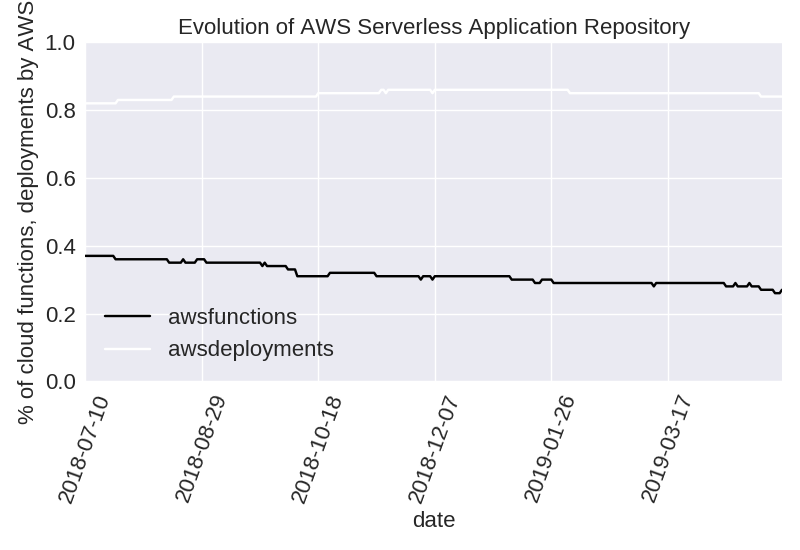 Evolution of AWS Serverless Application Repository
% of cloud functions, deployments by AWS
1.0
0.8
0.6
0.4
0.2
0.0
awsfunctions
awsdeployments
2018-07-10
2018-08-29
2018-10-18
2018-12-07
2019-01-26
2019-03-17
date